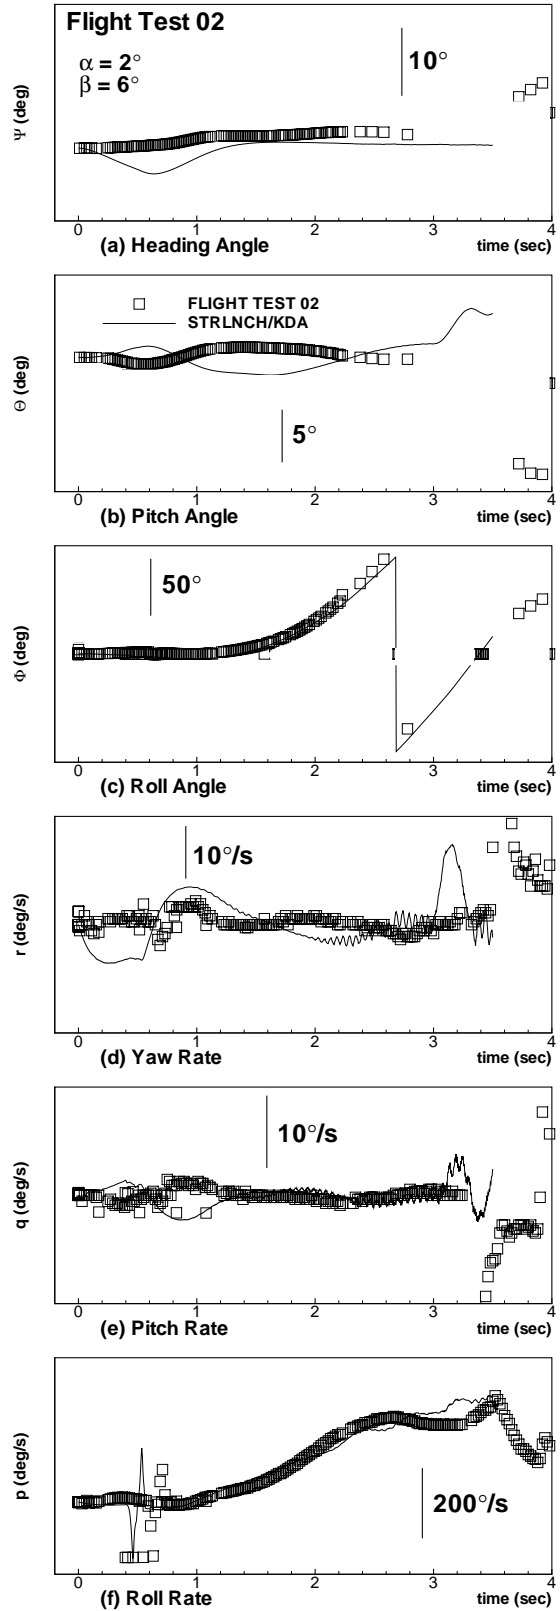 Flight Test 02
α = 2°
β = 6°
10°
Ψ (deg)
0 1 2 3 4
(a) Heading Angle
time (sec)
FLIGHT TEST 02
STRLNCH/KDA
5°
Θ (deg)
0 1 2 3 4
(b) Pitch Angle
time (sec)
50°
Φ (deg)
0 1 2 3 4
(c) Roll Angle
time (sec)
10°/s
r (deg/s)
0 1 2 3 4
(d) Yaw Rate
time (sec)
10°/s
q (deg/s)
0 1 2 3 4
(e) Pitch Rate
time (sec)
200°/s
p (deg/s)
0 1 2 3 4
(f) Roll Rate
time (sec)